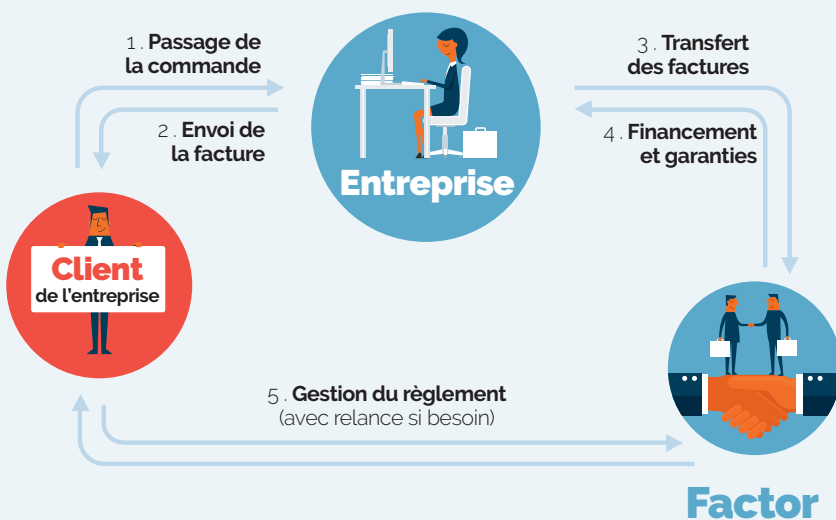 1 . Passage de
la commande
2 . Envoi de
la facture
Entreprise
3 . Transfert
des factures
4 . Financement
et garanties
Client
de l'entreprise
5 . Gestion du règlement
(avec relance si besoin)
Factor